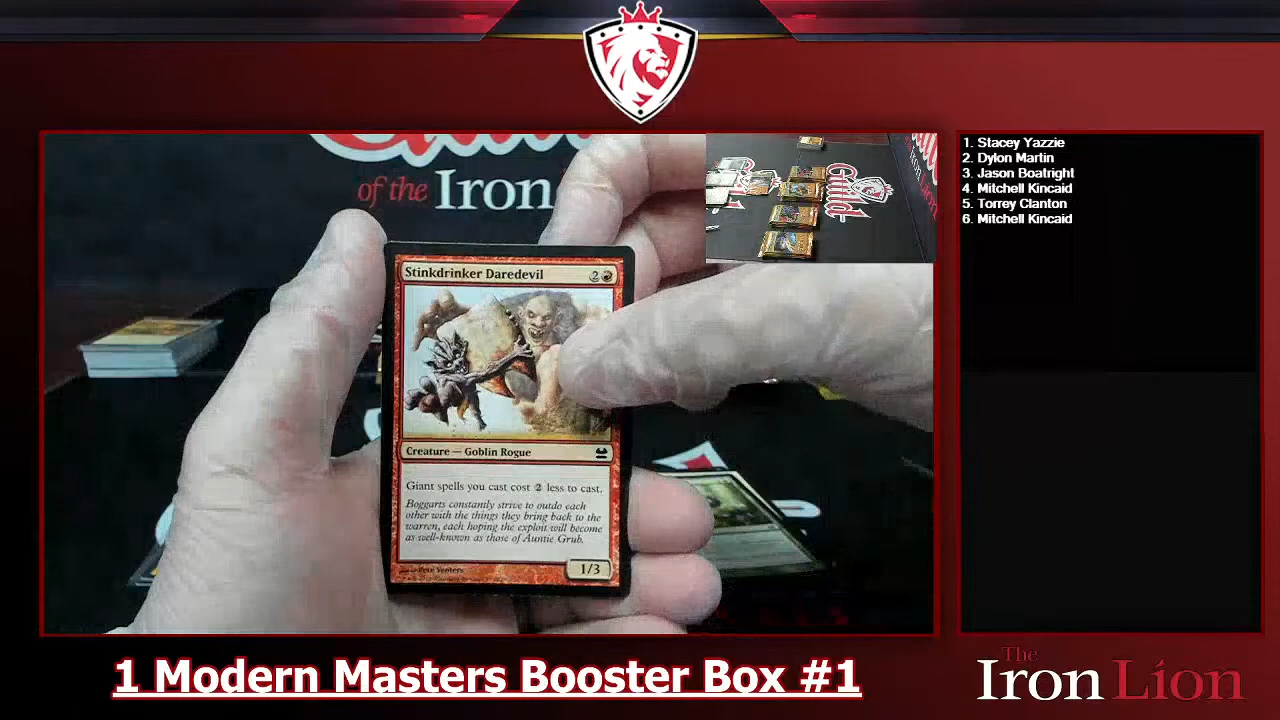 of the Iron
Guild
Stinkdrinker Daredevil
2
Creature — Goblin Rogue
Giant spells you cast cost 2 less to cast.
Boggarts constantly strive to outdo each
other with the things they bring back to the
warren, each hoping the exploit will become
as well-known as those of Auntie Grub.
Pete Venters
1/3
1. Stacey Yazzie
2. Dylon Martin
3. Jason Boatright
4. Mitchell Kincaid
5. Torrey Clanton
6. Mitchell Kincaid
1 Modern Masters Booster Box #1
The
Iron Lion